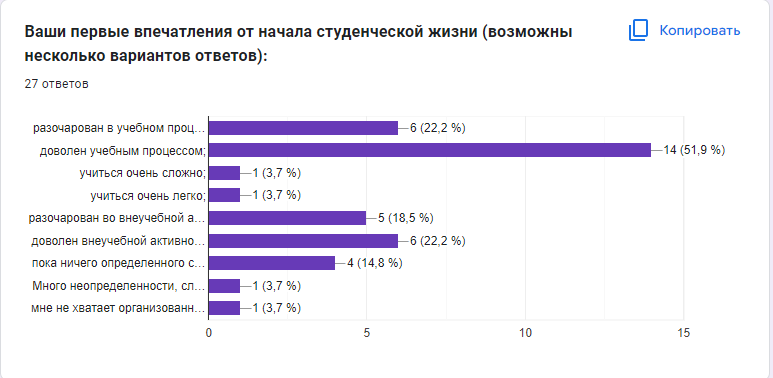 Ваши первые впечатления от начала студенческой жизни (возможны
несколько вариантов ответов):
Копировать
27 ответов
разочарован в учебном проц...
6 (22,2 %)
доволен учебным процессом;
14 (51,9 %)
учиться очень сложно;
1 (3,7 %)
учиться очень легко;
1 (3,7 %)
разочарован во внеучебной а...
5 (18,5 %)
доволен внеучебной активно...
6 (22,2 %)
пока ничего определенного с...
4 (14,8 %)
Много неопределенности, сл...
1 (3,7 %)
мне не хватает организованн...
1 (3,7 %)
0
5
10
15